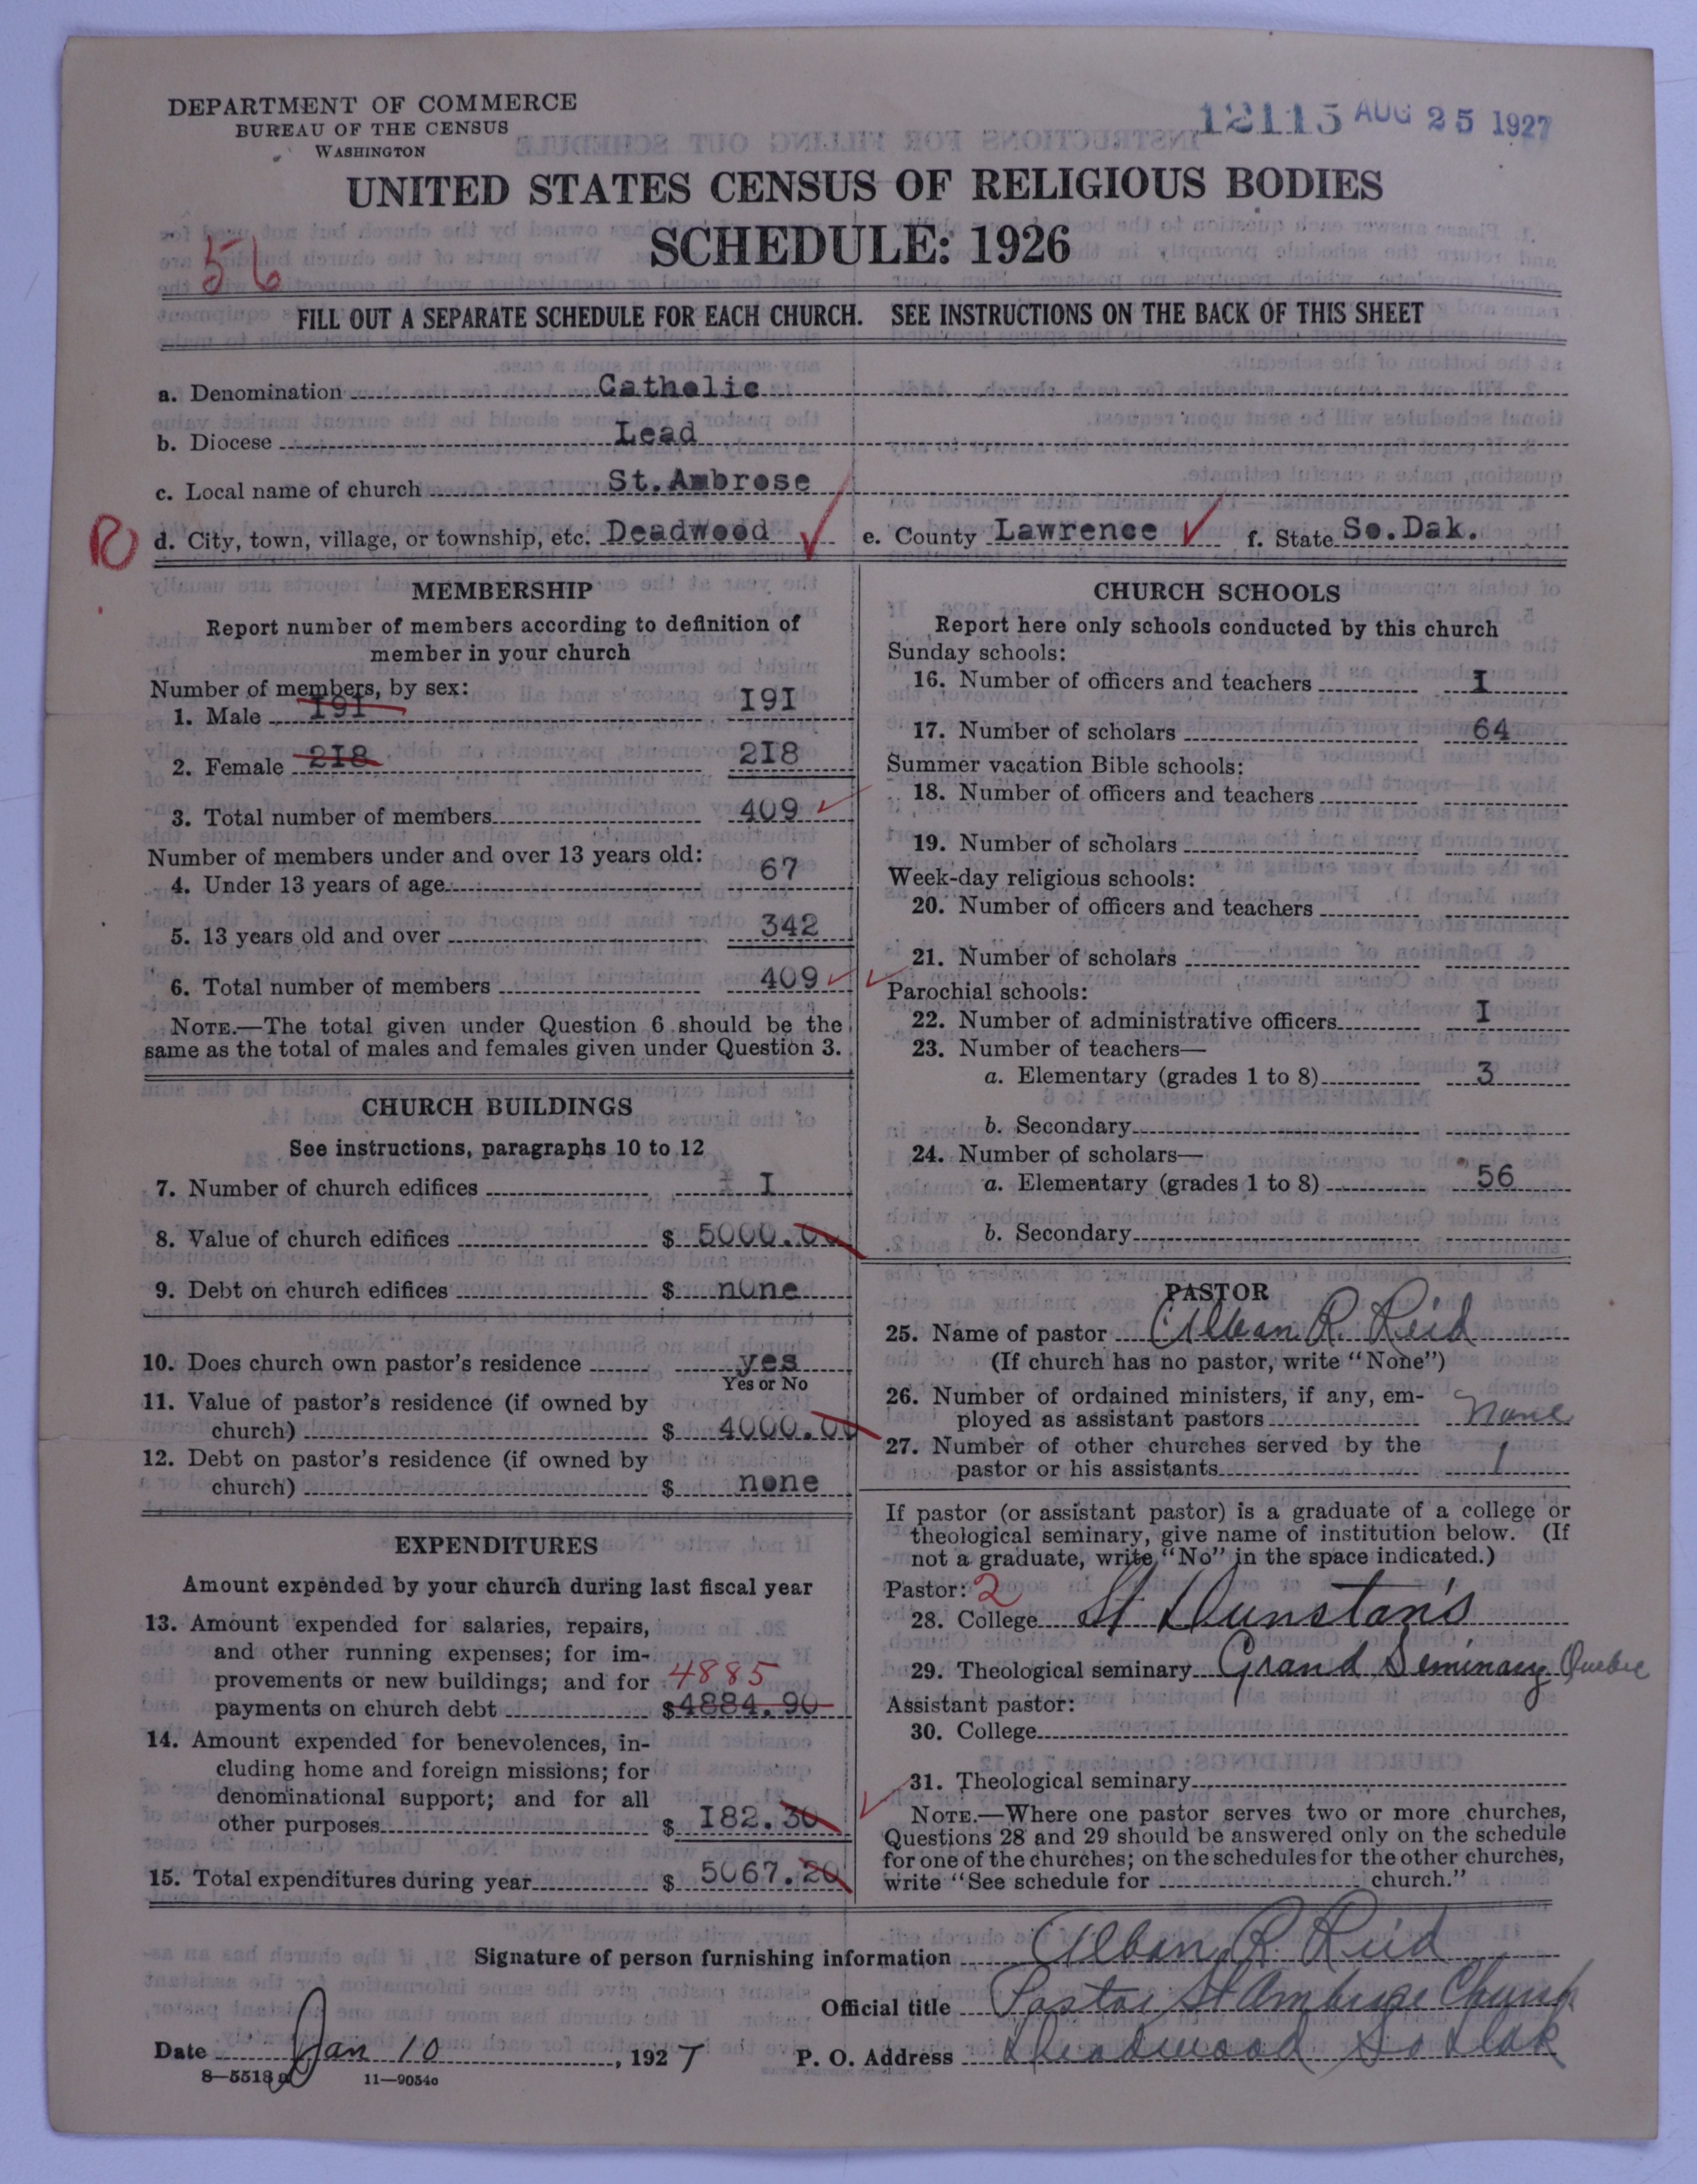 DEPARTMENT OF COMMERCE
BUREAU OF THE CENSUS
WASHINGTON
12115 AUG 25 1927
UNITED STATES CENSUS OF RELIGIOUS BODIES
SCHEDULE: 1926
56
FILL OUT A SEPARATE SCHEDULE FOR EACH CHURCH. SEE INSTRUCTIONS ON THE BACK OF THIS SHEET
a. Denomination Catholic
b. Diocese Lead
c. Local name of church St.Ambrose
d. City, town, village, or township, etc. Deadwood e. County Lawrence f. State So.Dak.
MEMBERSHIP
Report number of members according to definition of
member in your church
Number of members, by sex:
1. Male I9I I9I
2. Female 2I8 2I8
3. Total number of members 409
Number of members under and over 13 years old:
4. Under 13 years of age 67
5. 13 years old and over 342
6. Total number of members 409
NOTE.—The total given under Question 6 should be the
same as the total of males and females given under Question 3.
CHURCH BUILDINGS
See instructions, paragraphs 10 to 12
7. Number of church edifices I
8. Value of church edifices $ 5000.00
9. Debt on church edifices $ none
10. Does church own pastor's residence yes
Yes or No
11. Value of pastor's residence (if owned by
church) $ 4000.00
12. Debt on pastor's residence (if owned by
church) $ none
EXPENDITURES
Amount expended by your church during last fiscal year
13. Amount expended for salaries, repairs,
and other running expenses; for im-
provements or new buildings; and for 4885
payments on church debt $4884.90
14. Amount expended for benevolences, in-
cluding home and foreign missions; for
denominational support; and for all
other purposes $ I82.30
15. Total expenditures during year $ 5067.20
CHURCH SCHOOLS
Report here only schools conducted by this church
Sunday schools:
16. Number of officers and teachers I
17. Number of scholars 64
Summer vacation Bible schools:
18. Number of officers and teachers
19. Number of scholars
Week-day religious schools:
20. Number of officers and teachers
21. Number of scholars
Parochial schools:
22. Number of administrative officers I
23. Number of teachers—
a. Elementary (grades 1 to 8) 3
b. Secondary
24. Number of scholars—
a. Elementary (grades 1 to 8) 56
b. Secondary
PASTOR
25. Name of pastor Alban R. Reid
(If church has no pastor, write "None")
26. Number of ordained ministers, if any, em-
ployed as assistant pastors None
27. Number of other churches served by the
pastor or his assistants 1
If pastor (or assistant pastor) is a graduate of a college or
theological seminary, give name of institution below. (If
not a graduate, write "No" in the space indicated.)
Pastor: 2
28. College St Dunstan's
29. Theological seminary Grand Seminary Quebec
Assistant pastor:
30. College
31. Theological seminary
NOTE.—Where one pastor serves two or more churches,
Questions 28 and 29 should be answered only on the schedule
for one of the churches; on the schedules for the other churches,
write "See schedule for church."
Signature of person furnishing information Alban R. Reid
Official title Pastor St Ambrose Church
Date Jan 10, 1927 P. O. Address Deadwood So Dak
8—5518 a 11—9054c